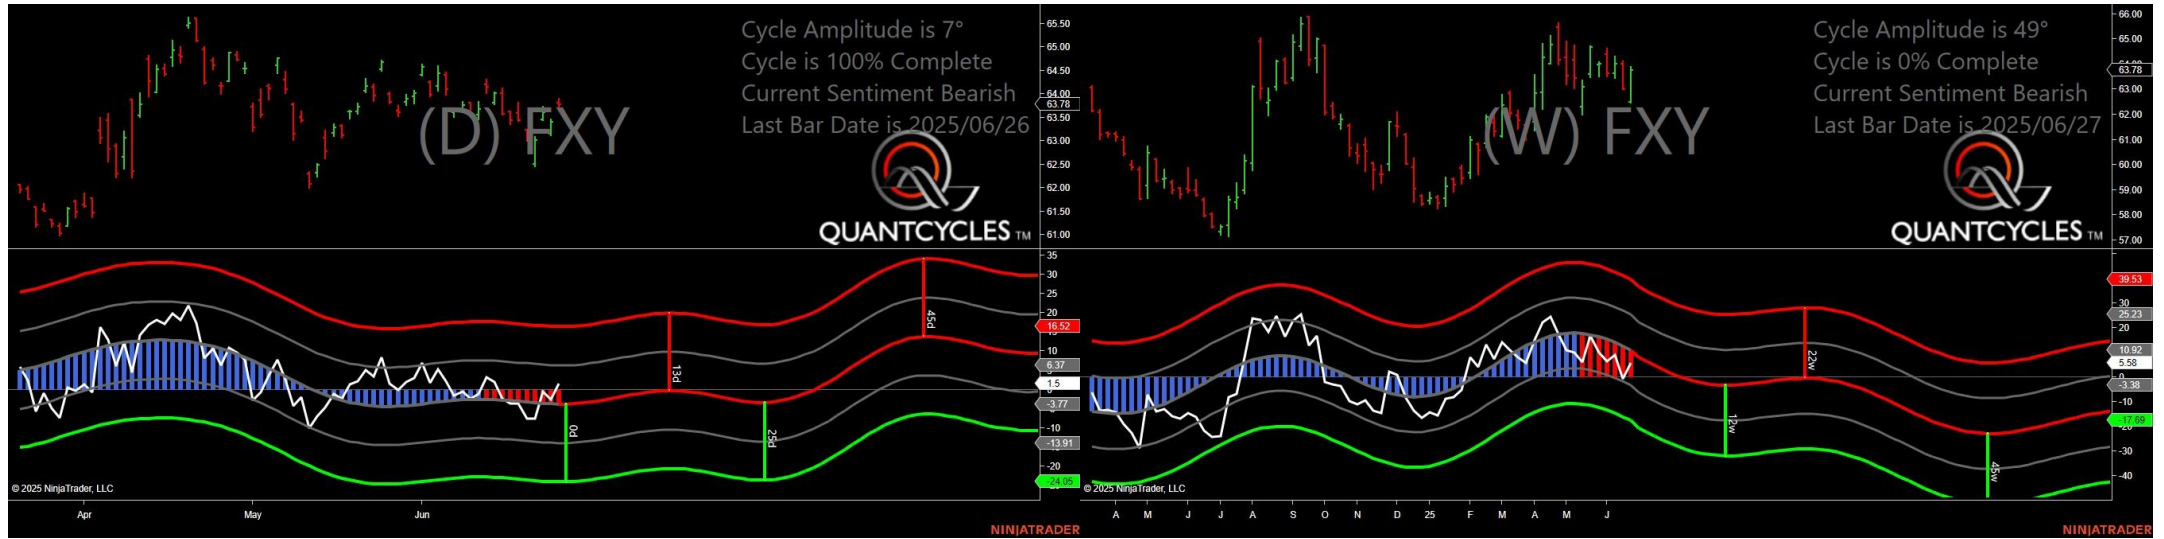 Cycle Amplitude is 7°
Cycle is 100% Complete
Current Sentiment Bearish
Last Bar Date is 2025/06/26
(D) FXY
QUANTCYCLES TM
65.50
65.00
64.50
64.00
63.78
63.50
63.00
62.50
62.00
61.50
61.00
35
30
25
20
16.52
10
6.37
1.5
-3.77
-10
-13.91
-20
-24.05
0d
13d
25d
45d
© 2025 NinjaTrader, LLC
Apr May Jun
NINJATRADER
Cycle Amplitude is 49°
Cycle is 0% Complete
Current Sentiment Bearish
Last Bar Date is 2025/06/27
(W) FXY
QUANTCYCLES TM
66.00
65.00
63.78
63.00
62.00
61.00
60.00
59.00
58.00
57.00
39.53
30
25.23
20
10.92
5.58
-3.38
-10
-17.69
-30
-40
12w
22w
45w
© 2025 NinjaTrader, LLC
A M J J A S O N D 25 F M A M J
NINJATRADER